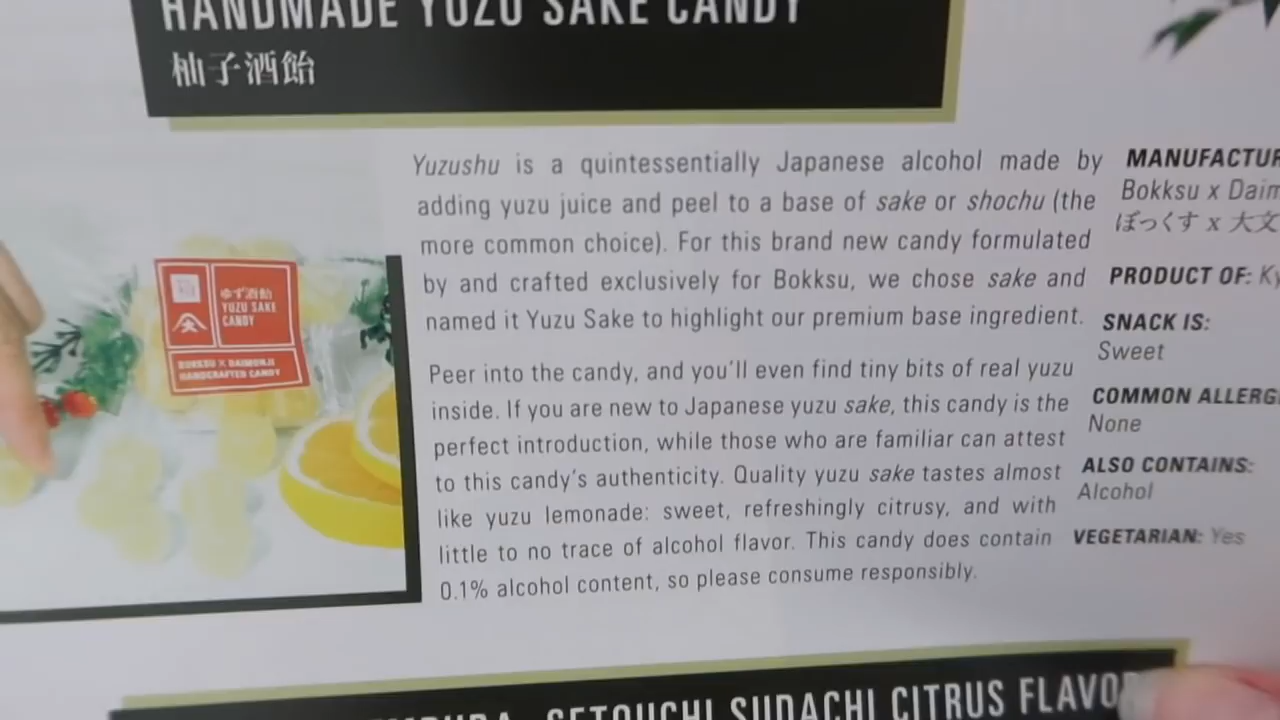 HANDMADE YUZU SAKE CANDY
柚子酒飴
Yuzushu is a quintessentially Japanese alcohol made by
adding yuzu juice and peel to a base of sake or shochu (the
more common choice). For this brand new candy formulated
by and crafted exclusively for Bokksu, we chose sake and
named it Yuzu Sake to highlight our premium base ingredient.
Peer into the candy, and you'll even find tiny bits of real yuzu
inside. If you are new to Japanese yuzu sake, this candy is the
perfect introduction, while those who are familiar can attest
to this candy's authenticity. Quality yuzu sake tastes almost
like yuzu lemonade: sweet, refreshingly citrusy, and with
little to no trace of alcohol flavor. This candy does contain
0.1% alcohol content, so please consume responsibly.
Bokksu x
ぼっくす x 大文
PRODUCT OF:
SNACK IS:
Sweet
COMMON
None
ALSO CONTAINS:
Alcohol
VEGETARIAN: Yes
ゆず酒飴
YUZU SAKE
CANDY
BOKKSU X DAIMONJI
HANDCRAFTED CANDY
SETOUCHI SUDACHI CITRUS